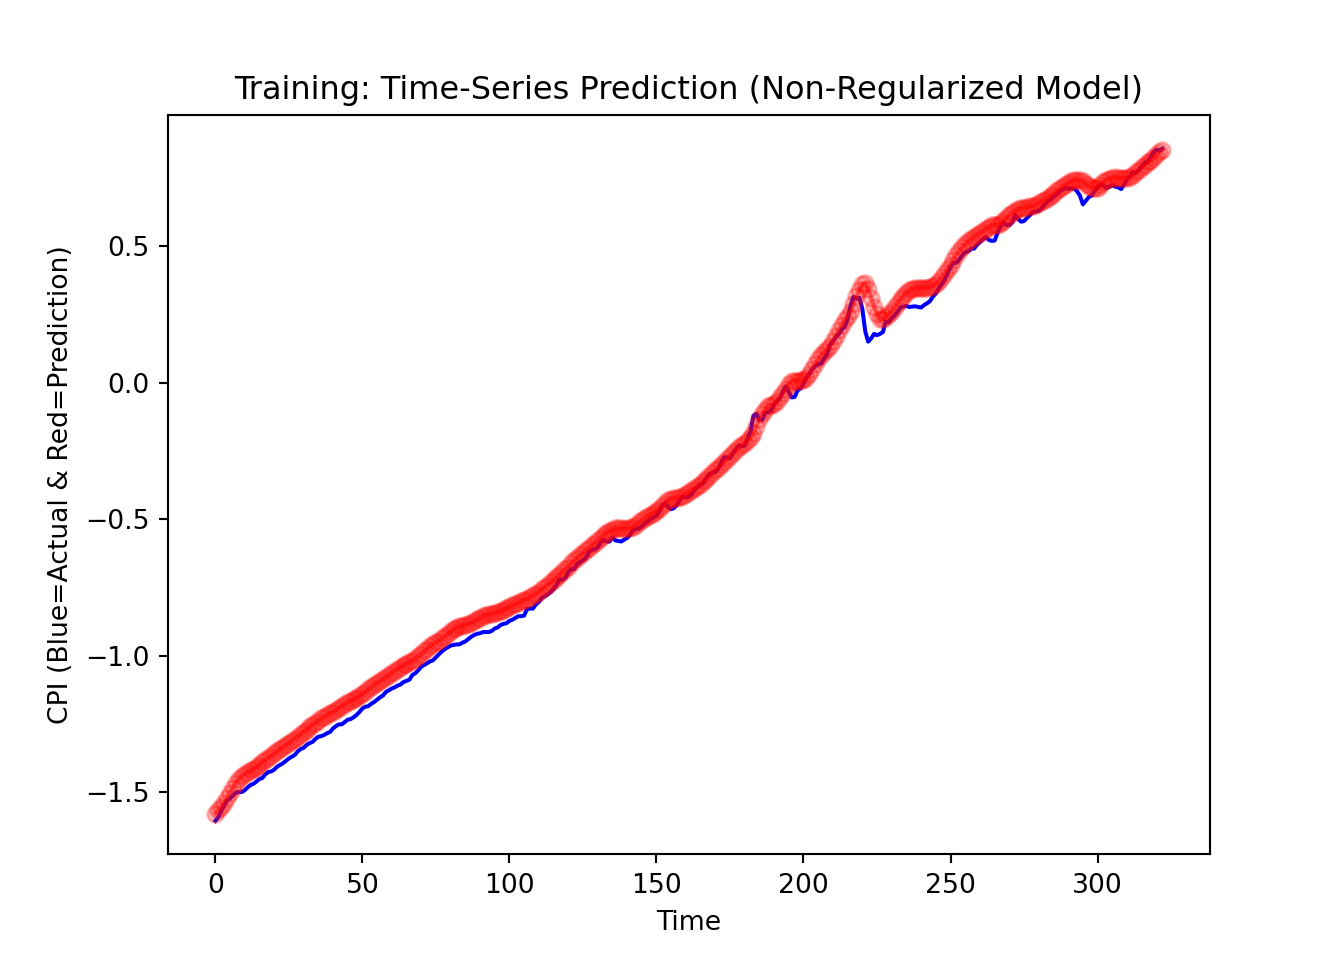 Training: Time-Series Prediction (Non-Regularized Model)
CPI (Blue=Actual & Red=Prediction)
0.5
0.0
−0.5
−1.0
−1.5
0 50 100 150 200 250 300
Time